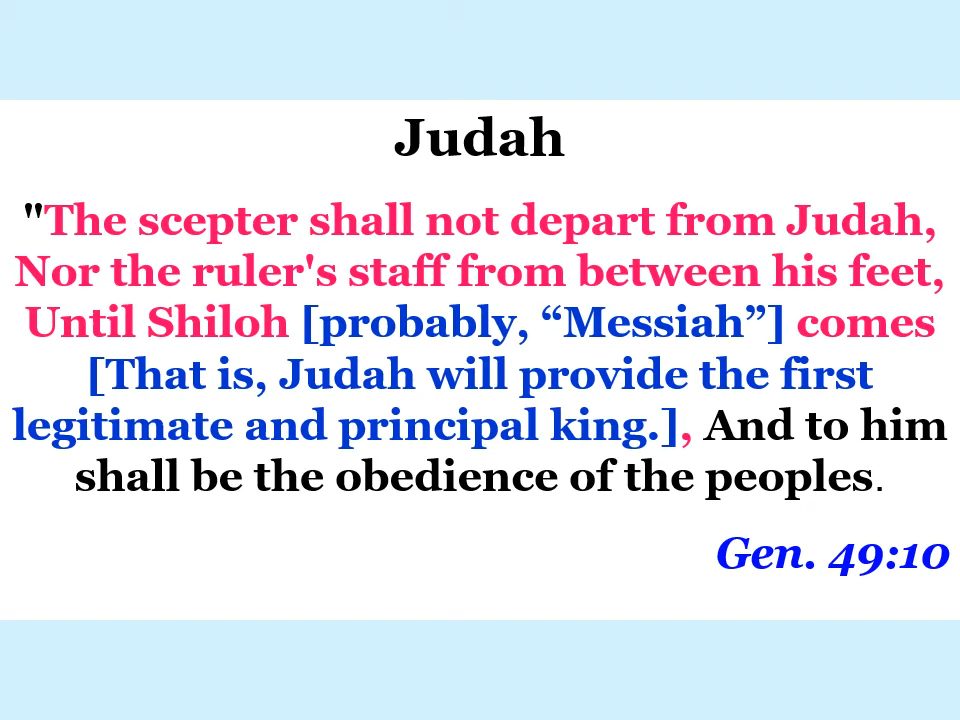 Judah
"The scepter shall not depart from Judah,
Nor the ruler's staff from between his feet,
Until Shiloh [probably, “Messiah”] comes
[That is, Judah will provide the first
legitimate and principal king.], And to him
shall be the obedience of the peoples.
Gen. 49:10